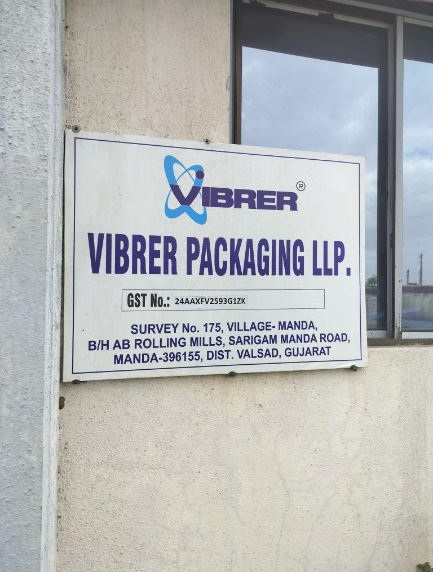 VIBRER ®
VIBRER PACKAGING LLP.
GST No.: 24AAXFV2593G1ZK
SURVEY No. 175, VILLAGE- MANDA,
B/H AB ROLLING MILLS, SARIGAM MANDA ROAD,
MANDA-396155, DIST. VALSAD, GUJARAT